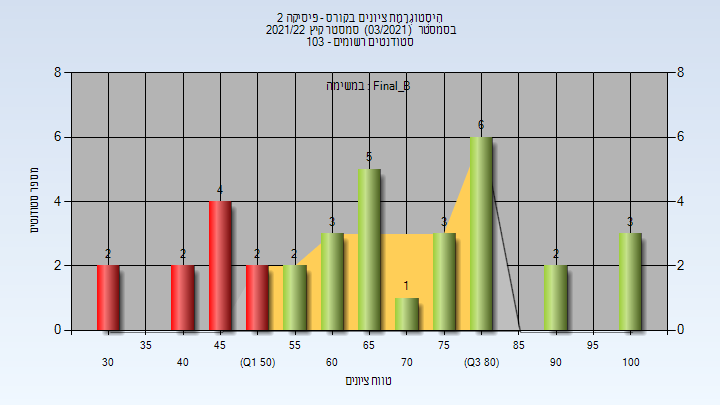 היסטוגרמת ציונים בקורס - פיסיקה 2
בסמסטר (03/2021) סמסטר קיץ 2021/22
סטודנטים רשומים - 103
במשימה : Final_B
8 8
6 6
4 4
2 2
0 0
2 2 4 2 2 3 5 1 3 6 2 3
מספר סטודנטים
35 45 55 65 75 85 95
30 40 (Q1 50) 60 70 (Q3 80) 90 100
טווח ציונים